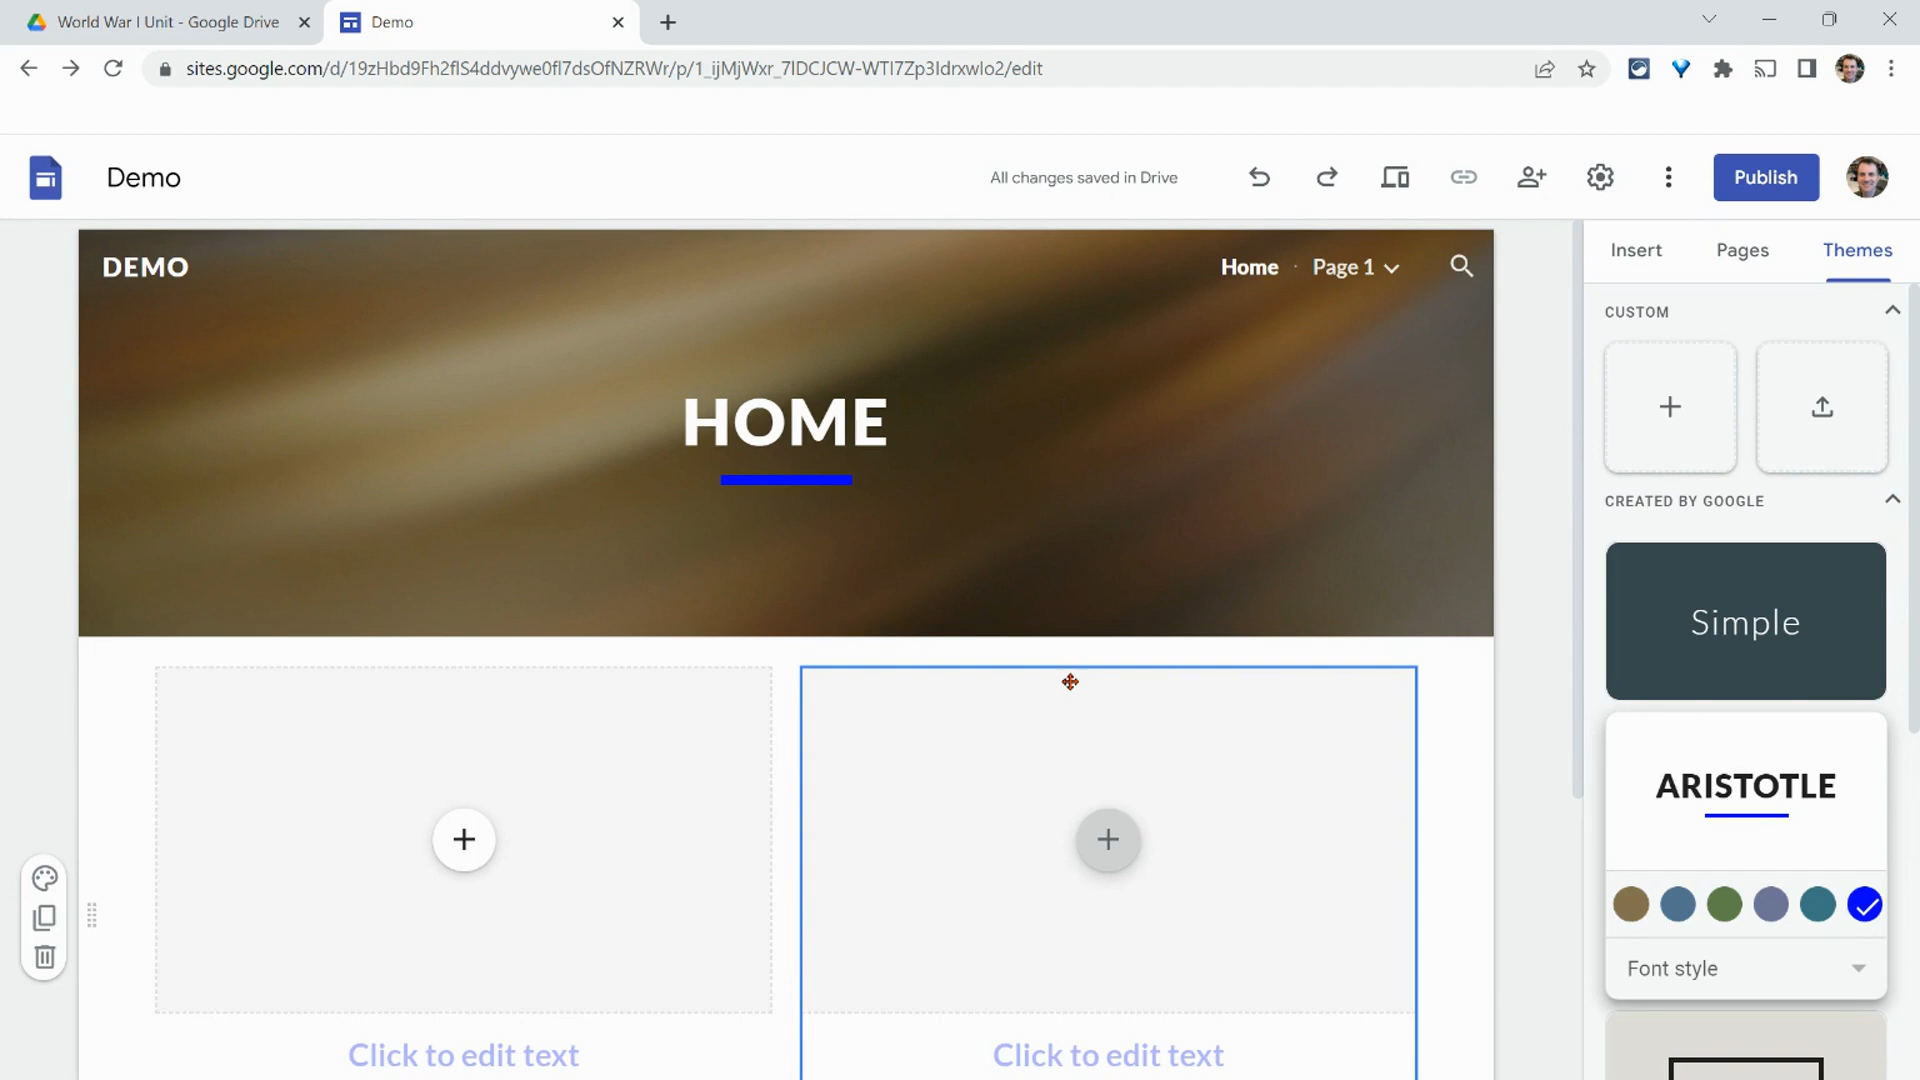 World War I Unit - Google Drive
Demo
sites.google.com/d/19zHbd9Fh2flS4ddvywe0fl7dsOfNZRWr/p/1_ijMjWxr_7lDCJCW-WTI7Zp3ldrxwlo2/edit
Demo
All changes saved in Drive
Publish
DEMO
Home · Page 1
HOME
Click to edit text
Click to edit text
Insert
Pages
Themes
CUSTOM
CREATED BY GOOGLE
Simple
ARISTOTLE
Font style